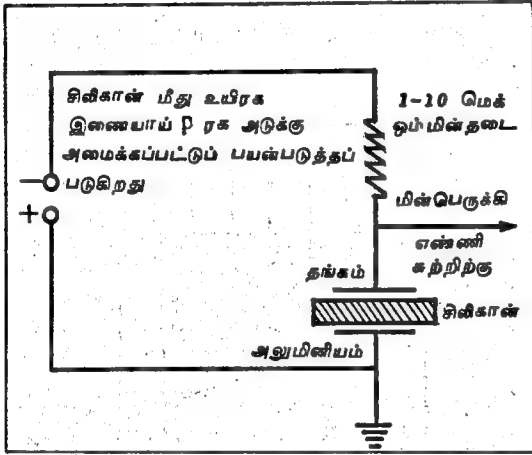 சிலிகான் மீது உயிரக
இணையாய் p ரக அடுக்கு
அமைக்கப்பட்டுப் பயன்படுத்தப்
படுகிறது
−
+
1-10 மெக்
ஓம்மின்தடை
மின்பெருக்கி
எண்ணி
சுற்றிற்கு
தங்கம்
சிலிகான்
அலுமினியம்